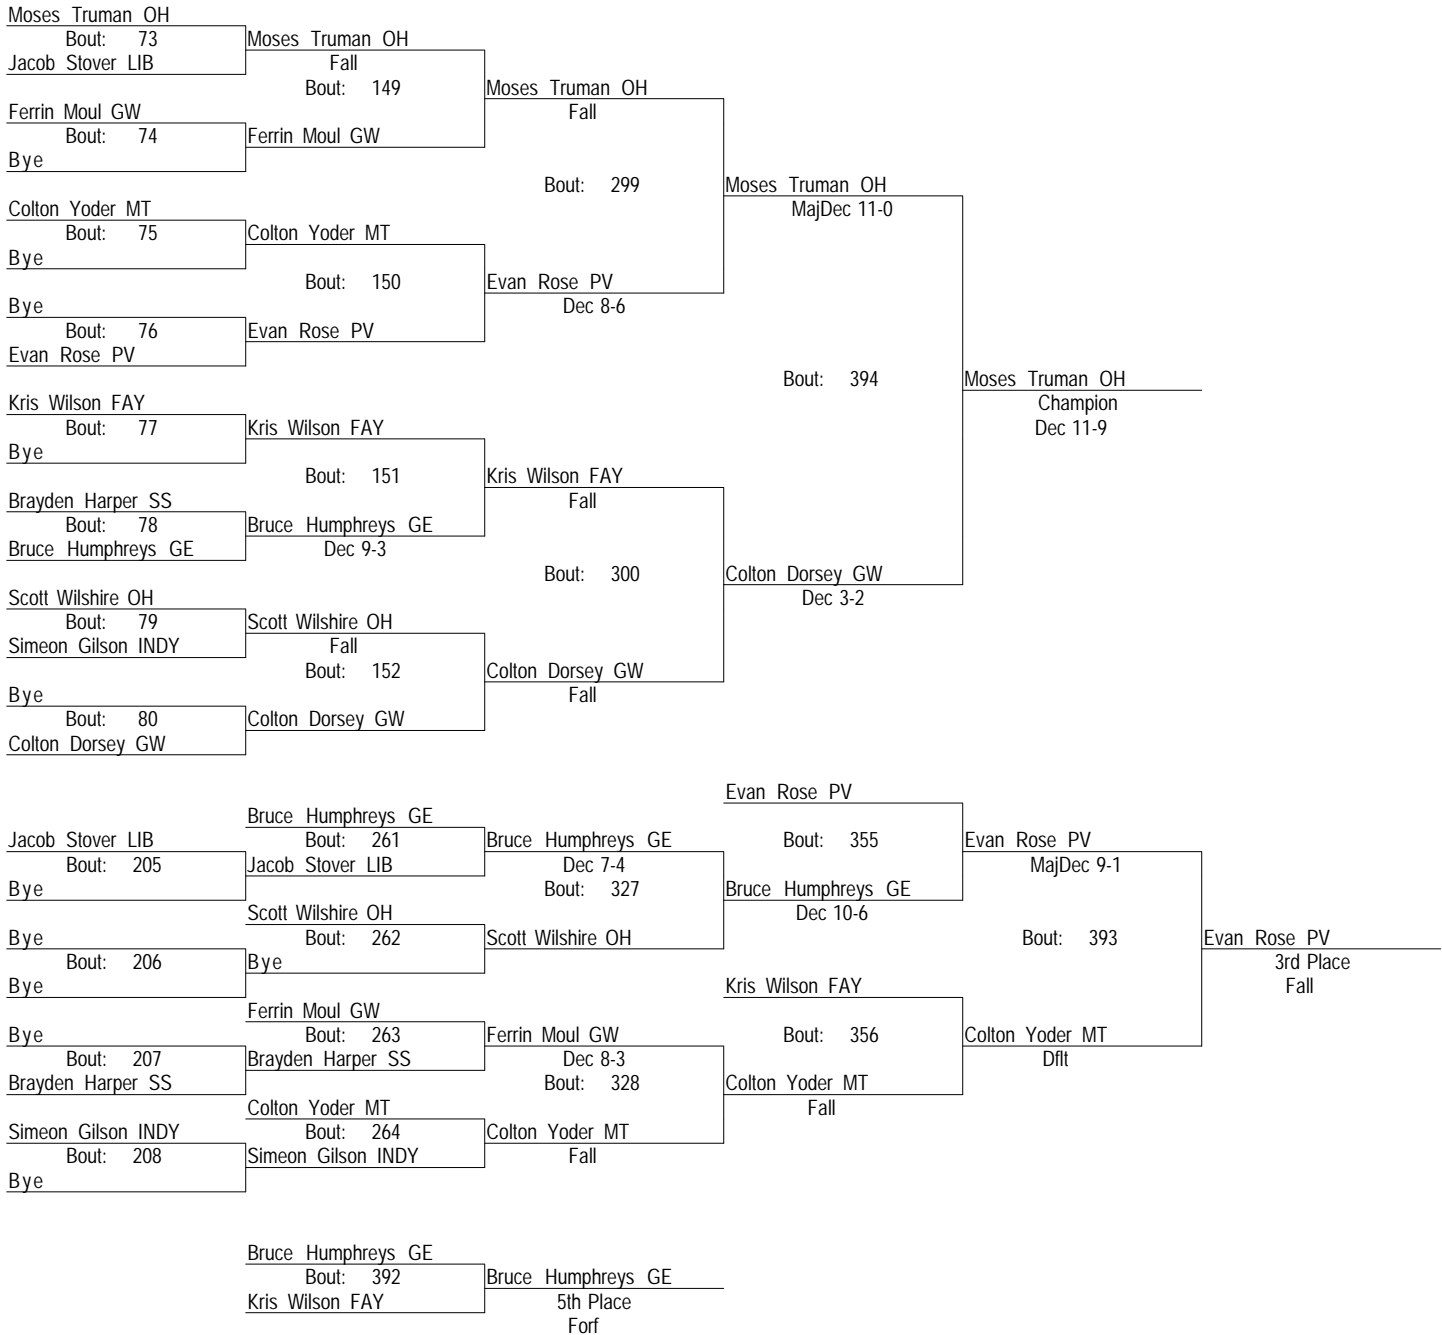 Moses Truman OH
Bout: 73
Moses Truman OH
Jacob Stover LIB
Fall
Bout: 149
Moses Truman OH
Ferrin Moul GW
Fall
Bout: 74
Ferrin Moul GW
Bye
Bout: 299
Moses Truman OH
Colton Yoder MT
MajDec 11-0
Bout: 75
Colton Yoder MT
Bye
Bout: 150
Evan Rose PV
Bye
Dec 8-6
Bout: 76
Evan Rose PV
Evan Rose PV
Bout: 394
Moses Truman OH
Kris Wilson FAY
Champion
Bout: 77
Kris Wilson FAY
Dec 11-9
Bye
Bout: 151
Kris Wilson FAY
Brayden Harper SS
Fall
Bout: 78
Bruce Humphreys GE
Bruce Humphreys GE
Dec 9-3
Bout: 300
Colton Dorsey GW
Scott Wilshire OH
Dec 3-2
Bout: 79
Scott Wilshire OH
Simeon Gilson INDY
Fall
Bout: 152
Colton Dorsey GW
Bye
Fall
Bout: 80
Colton Dorsey GW
Colton Dorsey GW
Evan Rose PV
Bruce Humphreys GE
Jacob Stover LIB
Bout: 261
Bruce Humphreys GE
Bout: 355
Evan Rose PV
Bout: 205
Jacob Stover LIB
Dec 7-4
MajDec 9-1
Bye
Bout: 327
Bruce Humphreys GE
Scott Wilshire OH
Dec 10-6
Bye
Bout: 262
Scott Wilshire OH
Bout: 393
Evan Rose PV
Bout: 206
Bye
3rd Place
Bye
Kris Wilson FAY
Fall
Ferrin Moul GW
Bye
Bout: 263
Ferrin Moul GW
Bout: 356
Colton Yoder MT
Bout: 207
Brayden Harper SS
Dec 8-3
Dflt
Brayden Harper SS
Bout: 328
Colton Yoder MT
Colton Yoder MT
Fall
Simeon Gilson INDY
Bout: 264
Colton Yoder MT
Bout: 208
Simeon Gilson INDY
Fall
Bye
Bruce Humphreys GE
Bout: 392
Bruce Humphreys GE
Kris Wilson FAY
5th Place
Forf